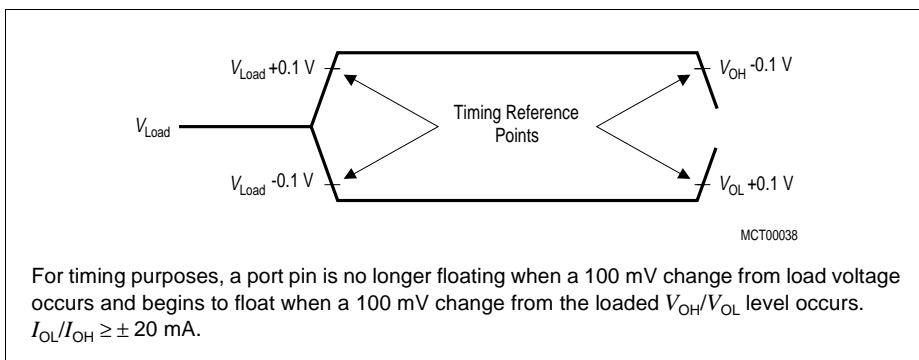 V_Load +0.1 V
V_OH -0.1 V
V_Load
Timing Reference
Points
V_Load -0.1 V
V_OL +0.1 V
MCT00038
For timing purposes, a port pin is no longer floating when a 100 mV change from load voltage
occurs and begins to float when a 100 mV change from the loaded V_OH/V_OL level occurs.
I_OL/I_OH ≥ ± 20 mA.